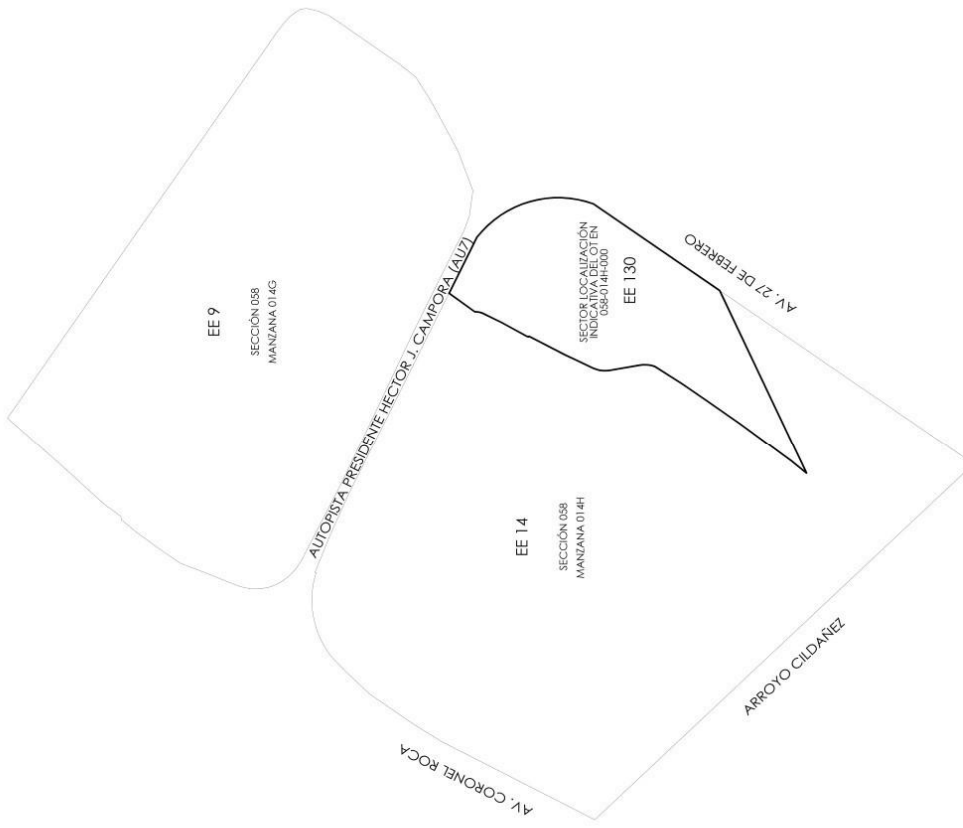 EE 9
SECCIÓN 058
MANZANA 014G
AUTOPISTA PRESIDENTE HECTOR J. CAMPORA (AU7)
SECTOR LOCALIZACIÓN
INDICATIVA DEL OT EN
058-014H-000
EE 130
AV. 27 DE FEBRERO
EE 14
SECCIÓN 058
MANZANA 014H
ARROYO CILDAÑEZ
AV. CORONEL ROCA